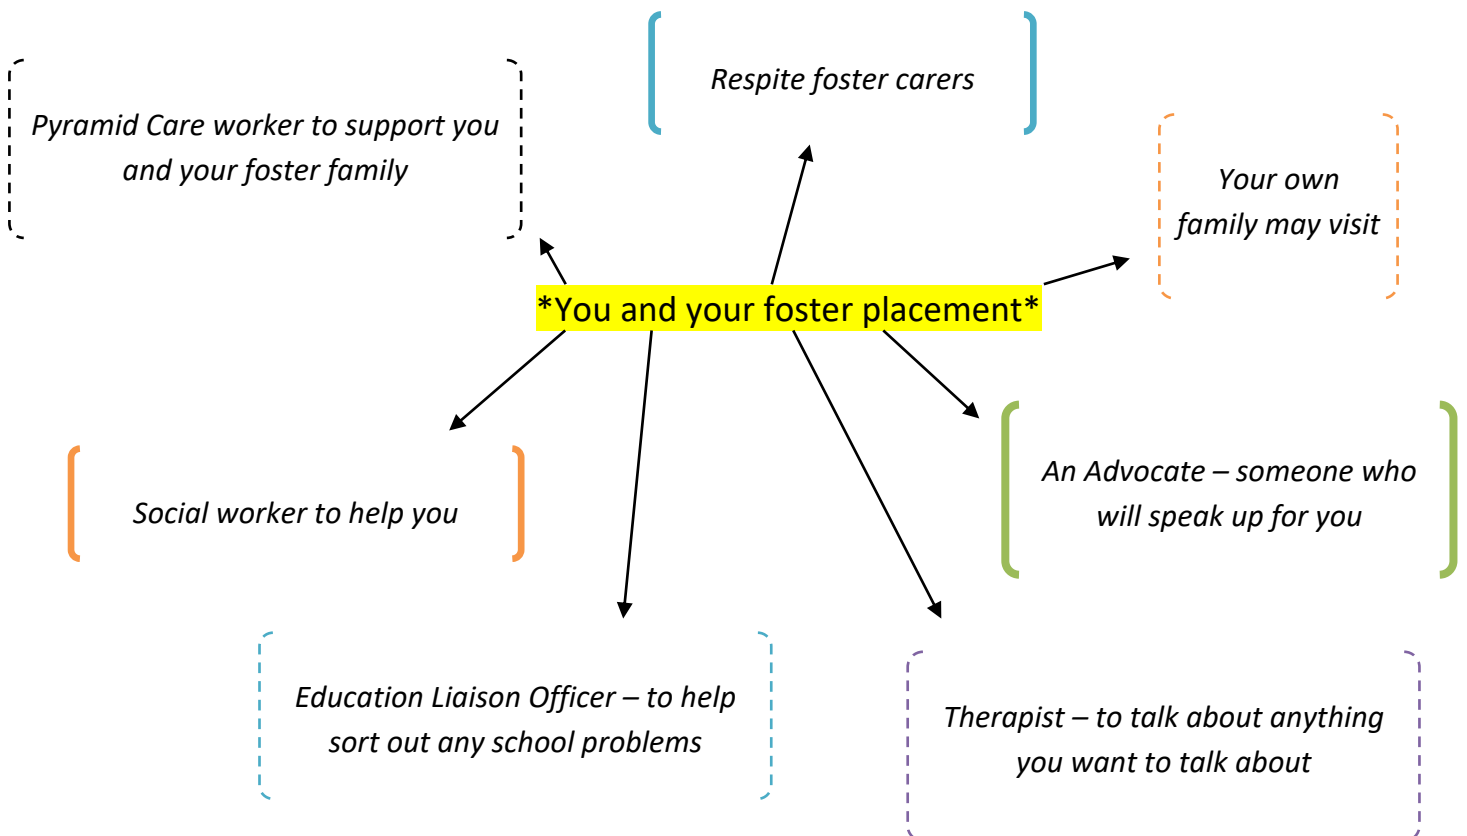 Respite foster carers
Pyramid Care worker to support you
and your foster family
Your own
family may visit
*You and your foster placement*
An Advocate – someone who
will speak up for you
Social worker to help you
Education Liaison Officer – to help
sort out any school problems
Therapist – to talk about anything
you want to talk about